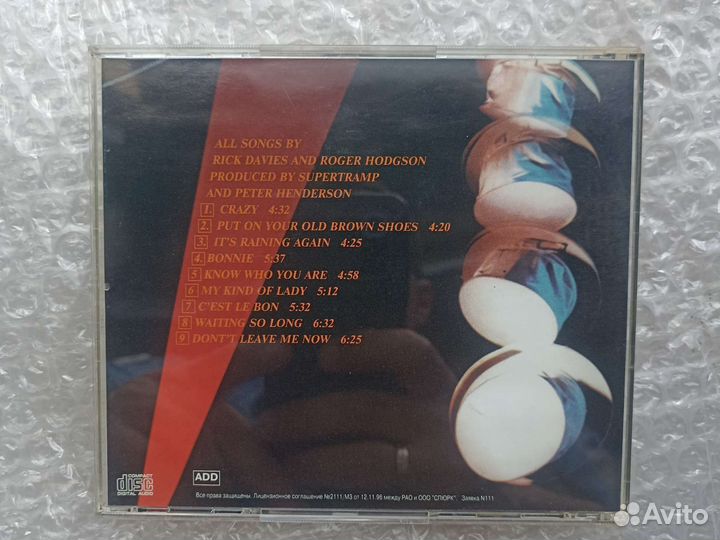 ALL SONGS BY
RICK DAVIES AND ROGER HODGSON
PRODUCED BY SUPERTRAMP
AND PETER HENDERSON
1. CRAZY 4:32
2. PUT ON YOUR OLD BROWN SHOES 4:20
3. IT'S RAINING AGAIN 4:25
4. BONNIE 5:37
5 KNOW WHO YOU ARE 4:58
6 MY KIND OF LADY 5:12
7 C'EST LE BON 5:32
8 WAITING SO LONG 6:32
9 DONT'T LEAVE ME NOW 6:25
COMPACT
disc
DIGITAL AUDIO
ADD
Все права защищены. Лицензионное соглашение №2111,МЗ от 12.11.96 между РАО и ООО "СПЮРК". Заявка N111
Avito